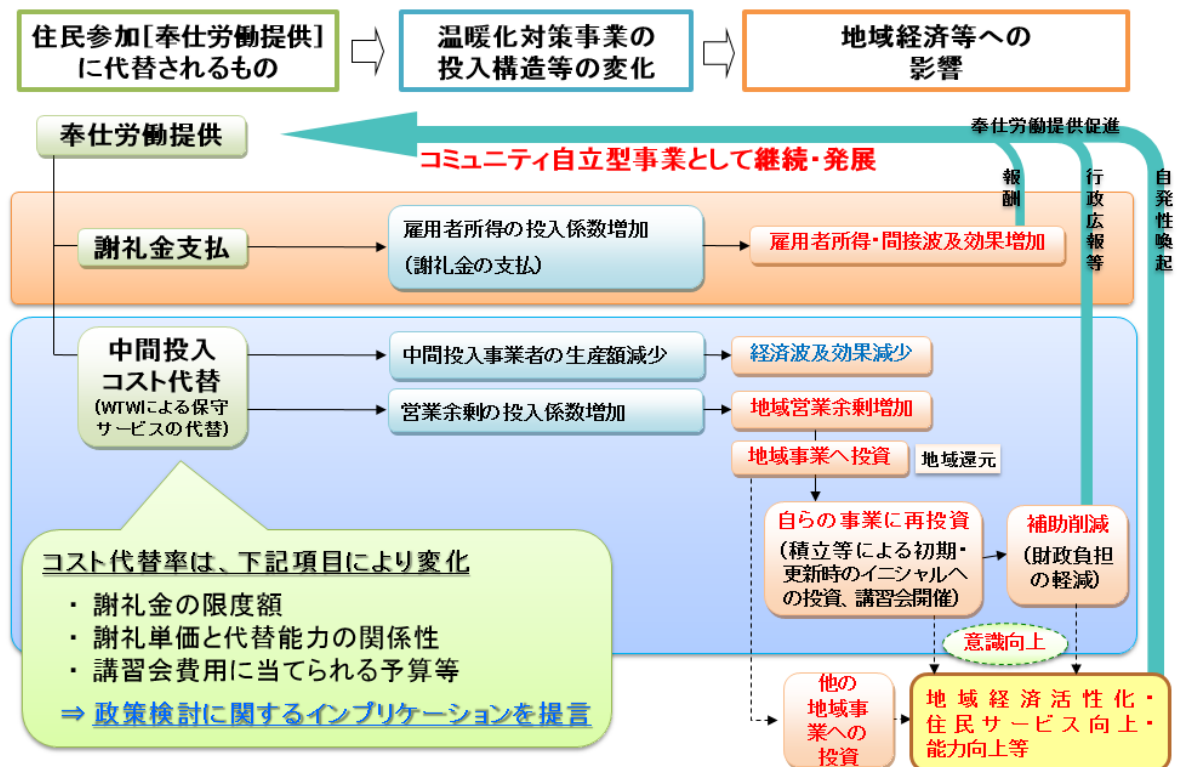 住民参加[奉仕労働提供]
に代替されるもの
温暖化対策事業の
投入構造等の変化
地域経済等への
影響
奉仕労働提供
奉仕労働提供促進
コミュニティ自立型事業として継続・発展
報酬
行政広報等
自発性喚起
謝礼金支払
雇用者所得の投入係数増加
(謝礼金の支払)
雇用者所得・間接波及効果増加
中間投入
コスト代替
(WTWIによる保守
サービスの代替)
中間投入事業者の生産額減少
経済波及効果減少
営業余剰の投入係数増加
地域営業余剰増加
地域事業へ投資
地域還元
自らの事業に再投資
(積立等による初期・
更新時のイニシャルへ
の投資、講習会開催)
補助削減
(財政負担
の軽減)
意識向上
コスト代替率は、下記項目により変化
・ 謝礼金の限度額
・ 謝礼単価と代替能力の関係性
・ 講習会費用に当てられる予算等
⇒ 政策検討に関するインプリケーションを提言
他の
地域事
業への
投資
地域経済活性化・
住民サービス向上・
能力向上等